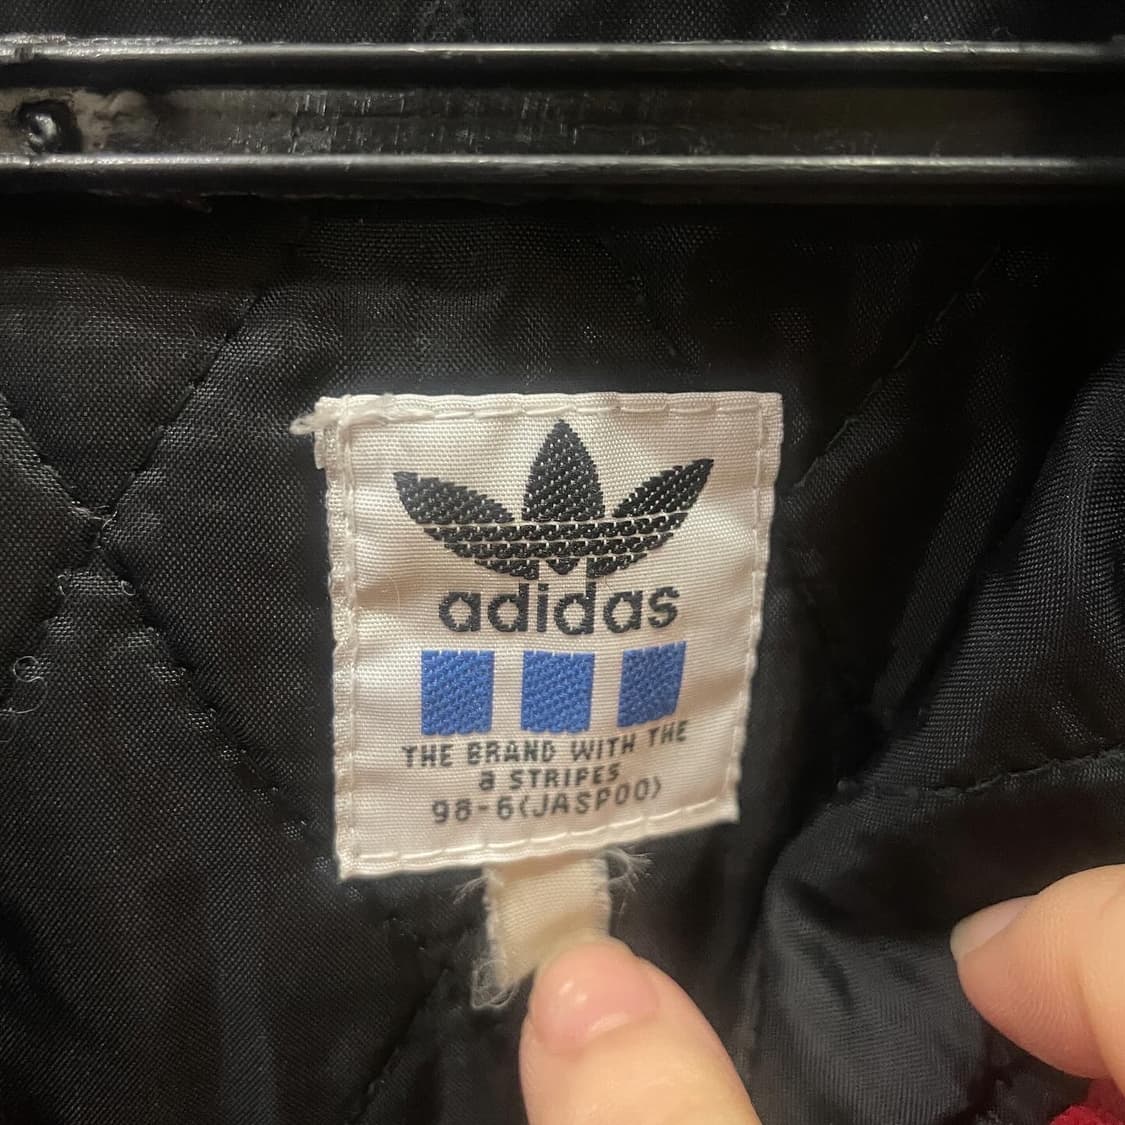 adidas
THE BRAND WITH THE
3 STRIPES
98-6(JASPOO)